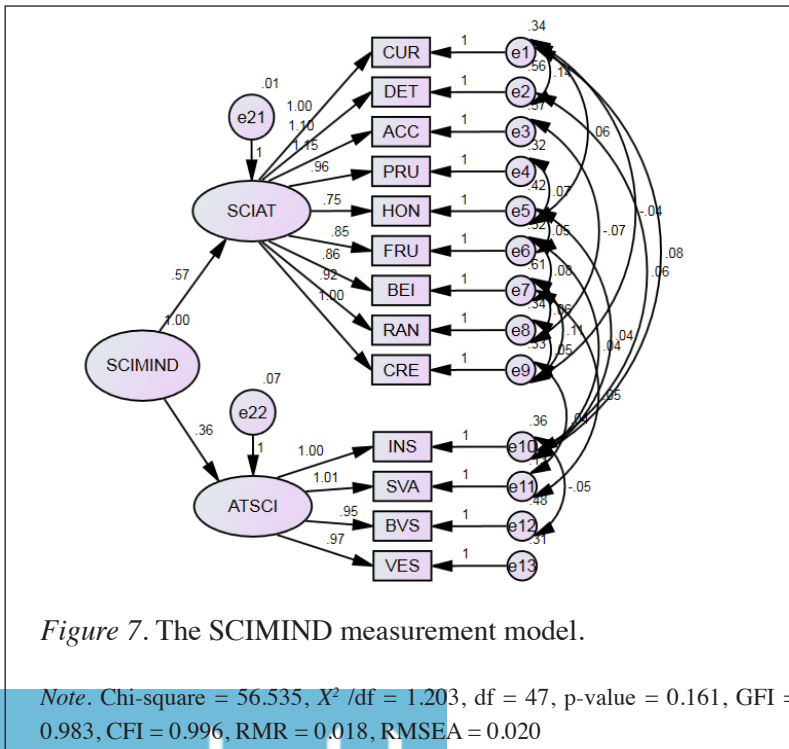 .34
CUR 1 e1
.56 .14
DET 1 e2
.01
e21
1.00
1.10
1.15
ACC 1 e3
.06
.32
.96
PRU 1 e4
1
.42 .07
SCIAT
.75
HON 1 e5
-.04
.05 -.07
.85
FRU 1 e6
.08
.86
.61 .08
.06
.92
BEI 1 e7
.57
1.00
.34 .06
1.00
RAN 1 e8
.11 .04
.04
.33 .05
SCIMIND
CRE 1 e9
.05
.07
e22
.36
.36
INS 1 e10
1
1.00
1.01
SVA 1 e11
-.05
.48
ATSCI
.95
BVS 1 e12
.97
.31
VES 1 e13
Figure 7. The SCIMIND measurement model.
Note. Chi-square = 56.535, X² /df = 1.203, df = 47, p-value = 0.161, GFI =
0.983, CFI = 0.996, RMR = 0.018, RMSEA = 0.020